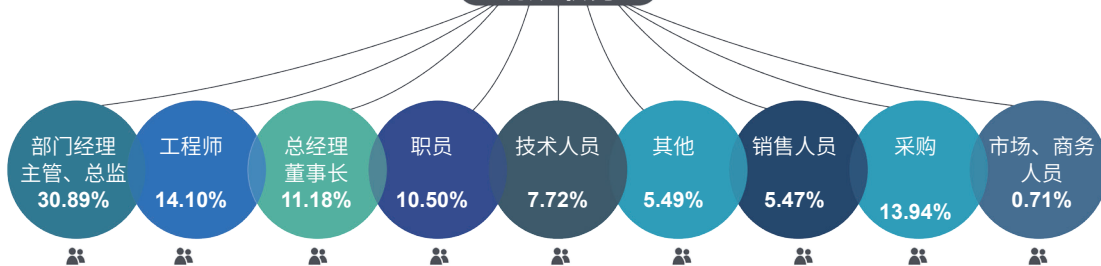 部门经理
主管、总监
30.89%
工程师
14.10%
总经理
董事长
11.18%
职员
10.50%
技术人员
7.72%
其他
5.49%
销售人员
5.47%
采购
13.94%
市场、商务
人员
0.71%